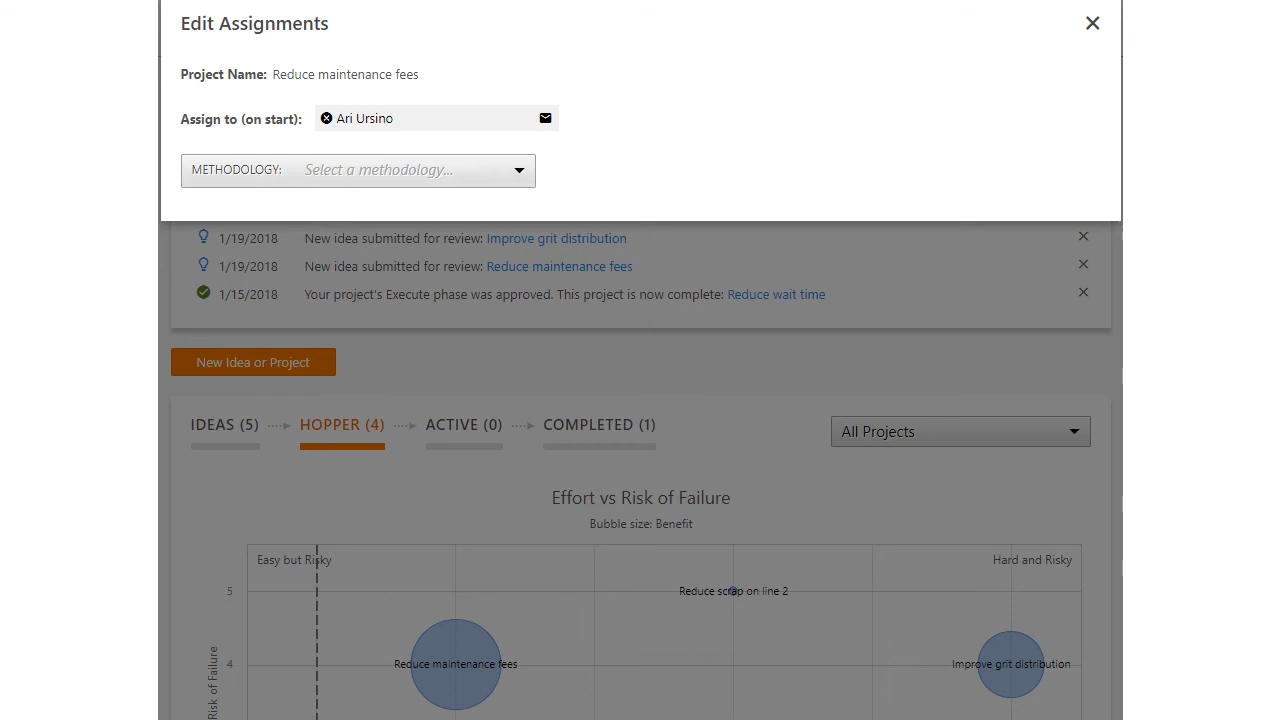 Edit Assignments
Project Name: Reduce maintenance fees
Assign to (on start): Ari Ursino
METHODOLOGY: Select a methodology...
1/19/2018 New idea submitted for review: Improve grit distribution
1/19/2018 New idea submitted for review: Reduce maintenance fees
1/15/2018 Your project's Execute phase was approved. This project is now complete: Reduce wait time
New Idea or Project
IDEAS (5) HOPPER (4) ACTIVE (0) COMPLETED (1) All Projects
Effort vs Risk of Failure
Bubble size: Benefit
Easy but Risky Hard and Risky
5 Reduce scrap on line 2
4 Reduce maintenance fees Improve grit distribution
Risk of Failure